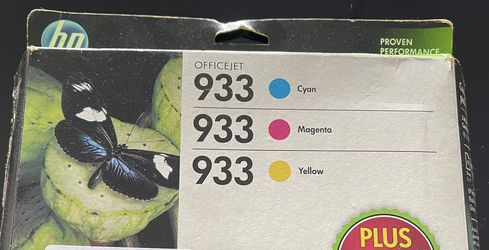 hp
PROVEN
PERFORMANCE
OFFICEJET
933 Cyan
933 Magenta
933 Yellow
PLUS